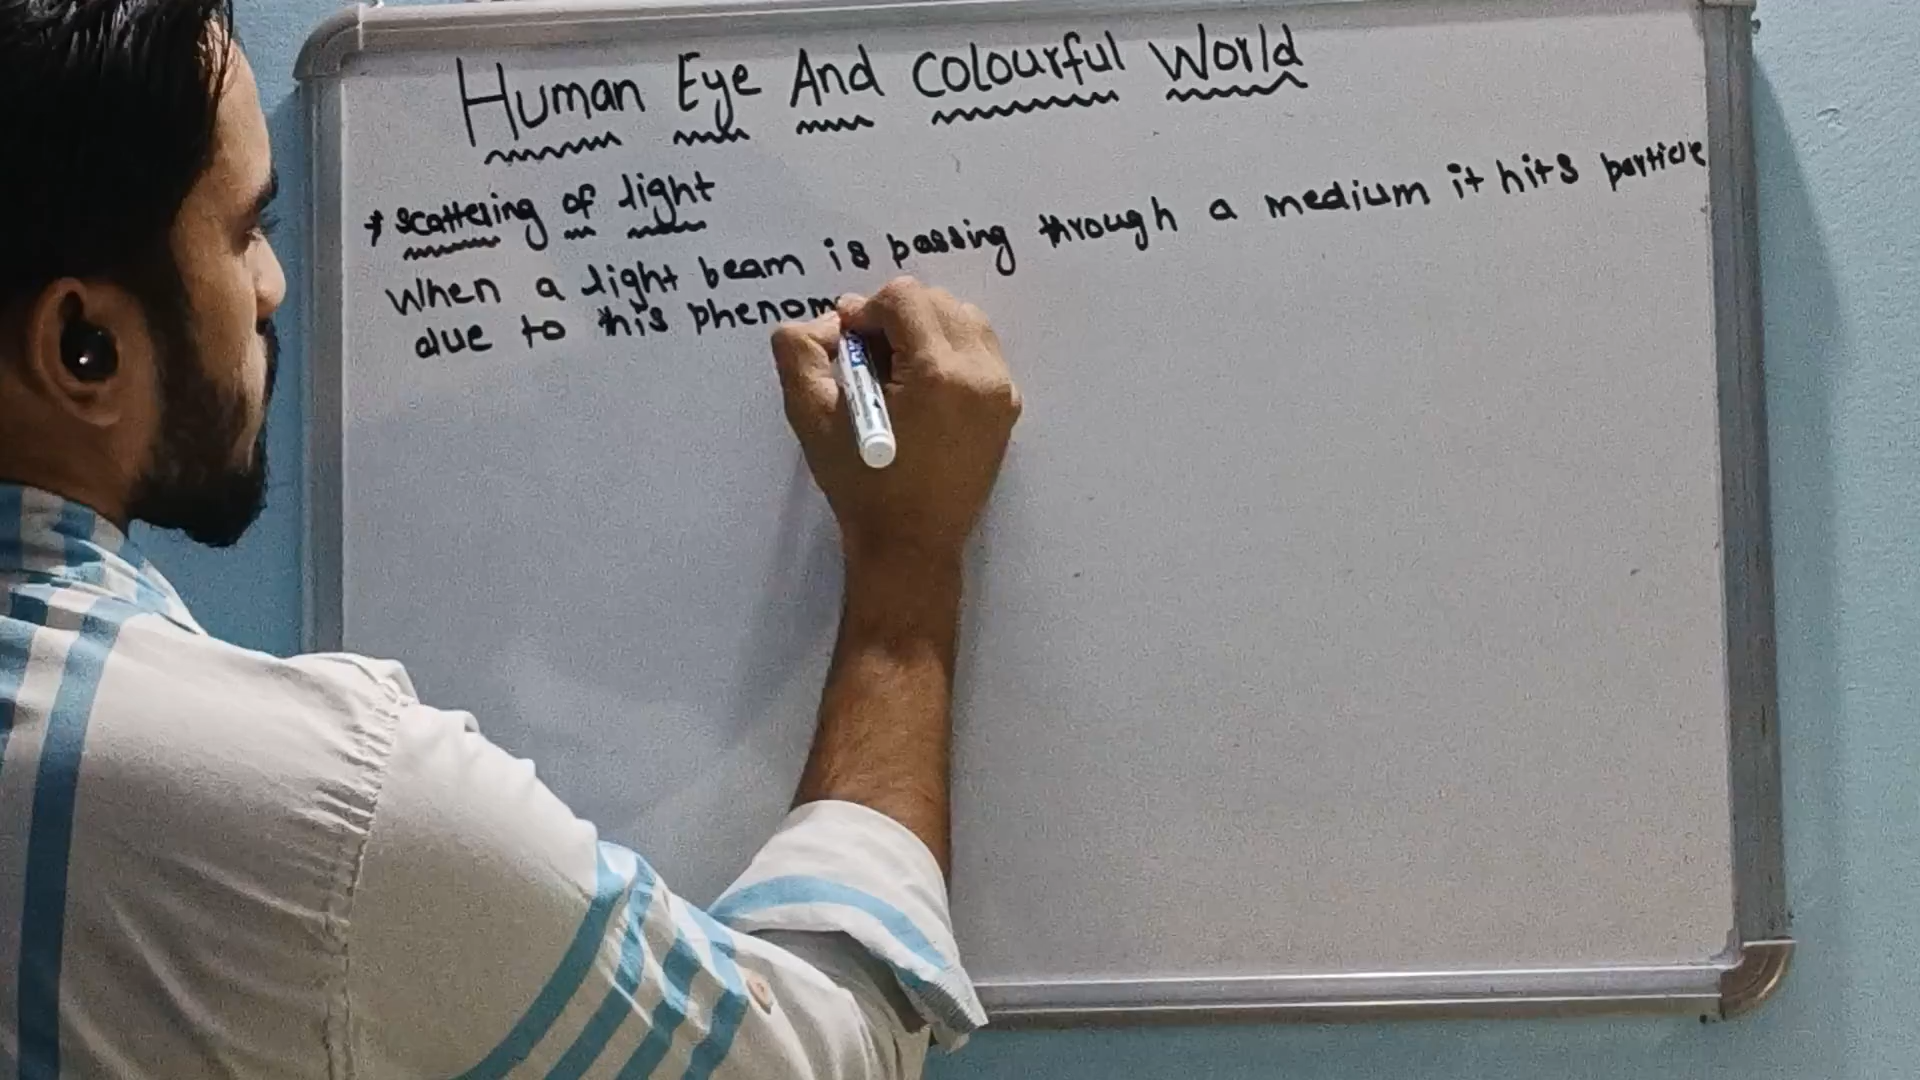 Human Eye And Colourful World
* Scattering of light
When a light beam is passing through a medium it hits particle
due to this phenom